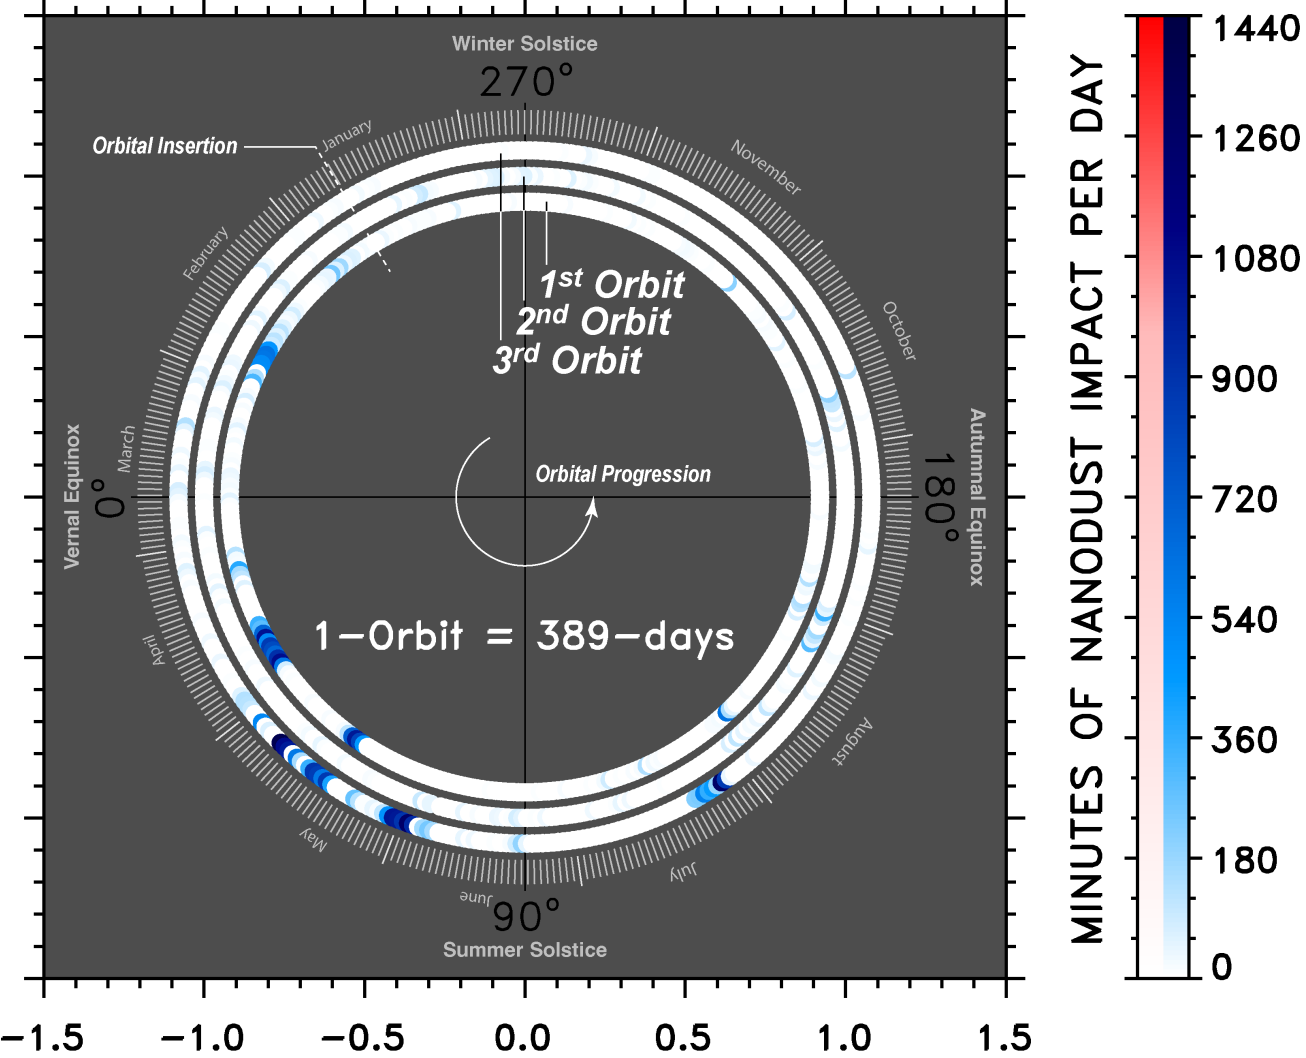 Winter Solstice
270°
Orbital Insertion
January
November
February
October
1st Orbit
2nd Orbit
3rd Orbit
Vernal Equinox
March
0°
Orbital Progression
180°
Autumnal Equinox
1-Orbit = 389-days
April
August
May
July
June
90°
Summer Solstice
-1.5 -1.0 -0.5 0.0 0.5 1.0 1.5
MINUTES OF NANODUST IMPACT PER DAY
1440
1260
1080
900
720
540
360
180
0